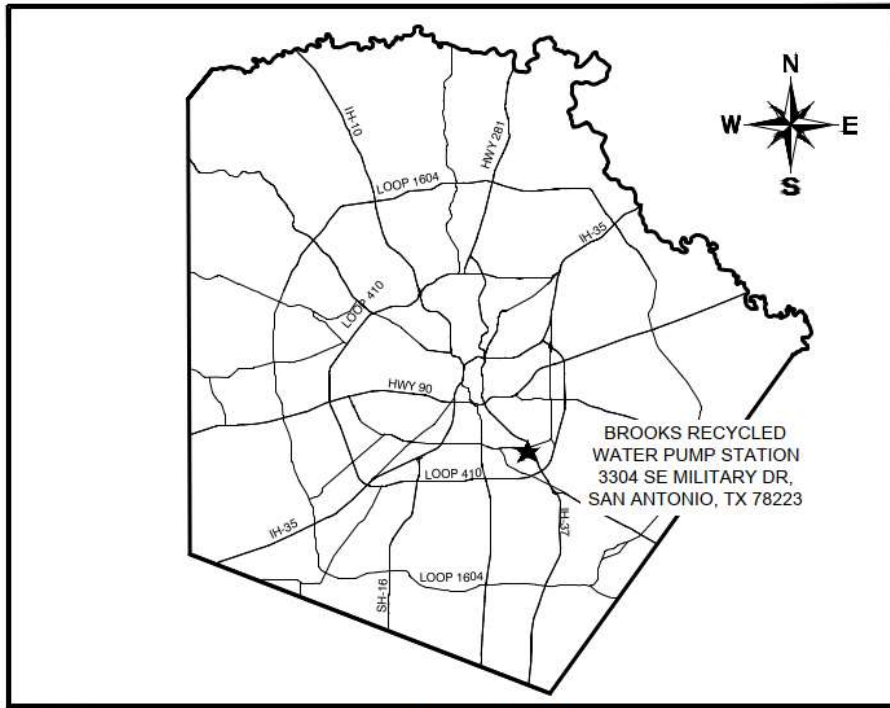 N
W E
S
IH-10
HWY 281
LOOP 1604
IH-35
LOOP 410
HWY 90
BROOKS RECYCLED
WATER PUMP STATION
3304 SE MILITARY DR,
SAN ANTONIO, TX 78223
LOOP 410
IH-35
IH-37
LOOP 1604
SH-16